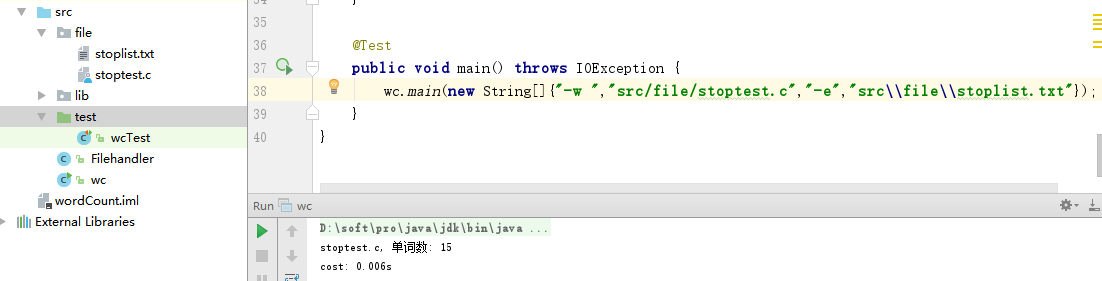 src
file
stoplist.txt
stoptest.c
lib
test
wcTest
Filehandler
wc
wordCount.iml
External Libraries
34 }
35
36 @Test
37 public void main() throws IOException {
38 wc.main(new String[]{"-w ","src/file/stoptest.c","-e","src\\file\\stoplist.txt"});
39 }
40 }
Run wc
D:\soft\pro\java\jdk\bin\java ...
stoptest.c, 单词数: 15
cost: 0.006s